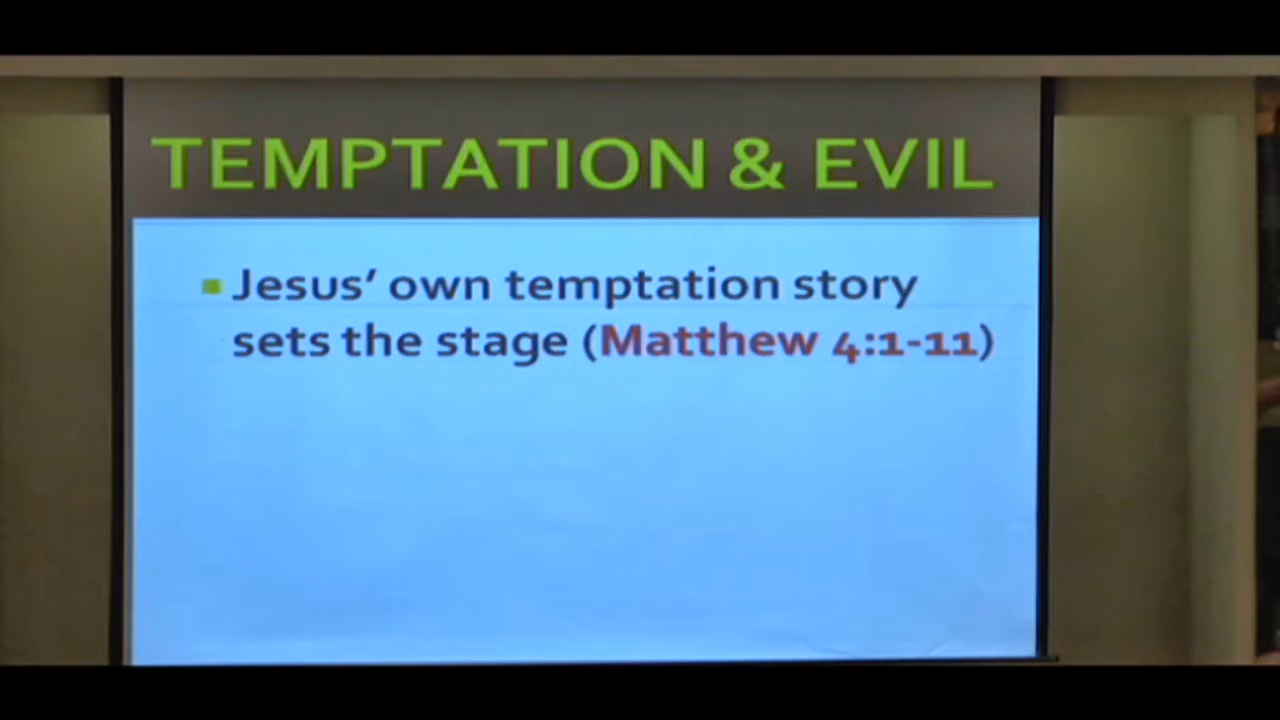 TEMPTATION & EVIL
Jesus’ own temptation story
sets the stage (Matthew 4:1-11)